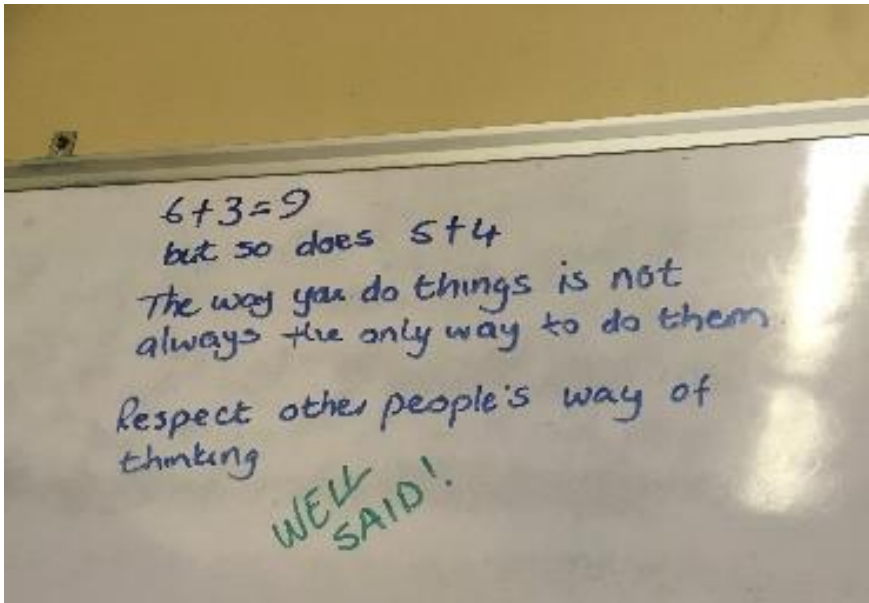 6+3=9
but so does 5+4
The way you do things is not
always the only way to do them.
Respect other people's way of
thinking
WELL
SAID!